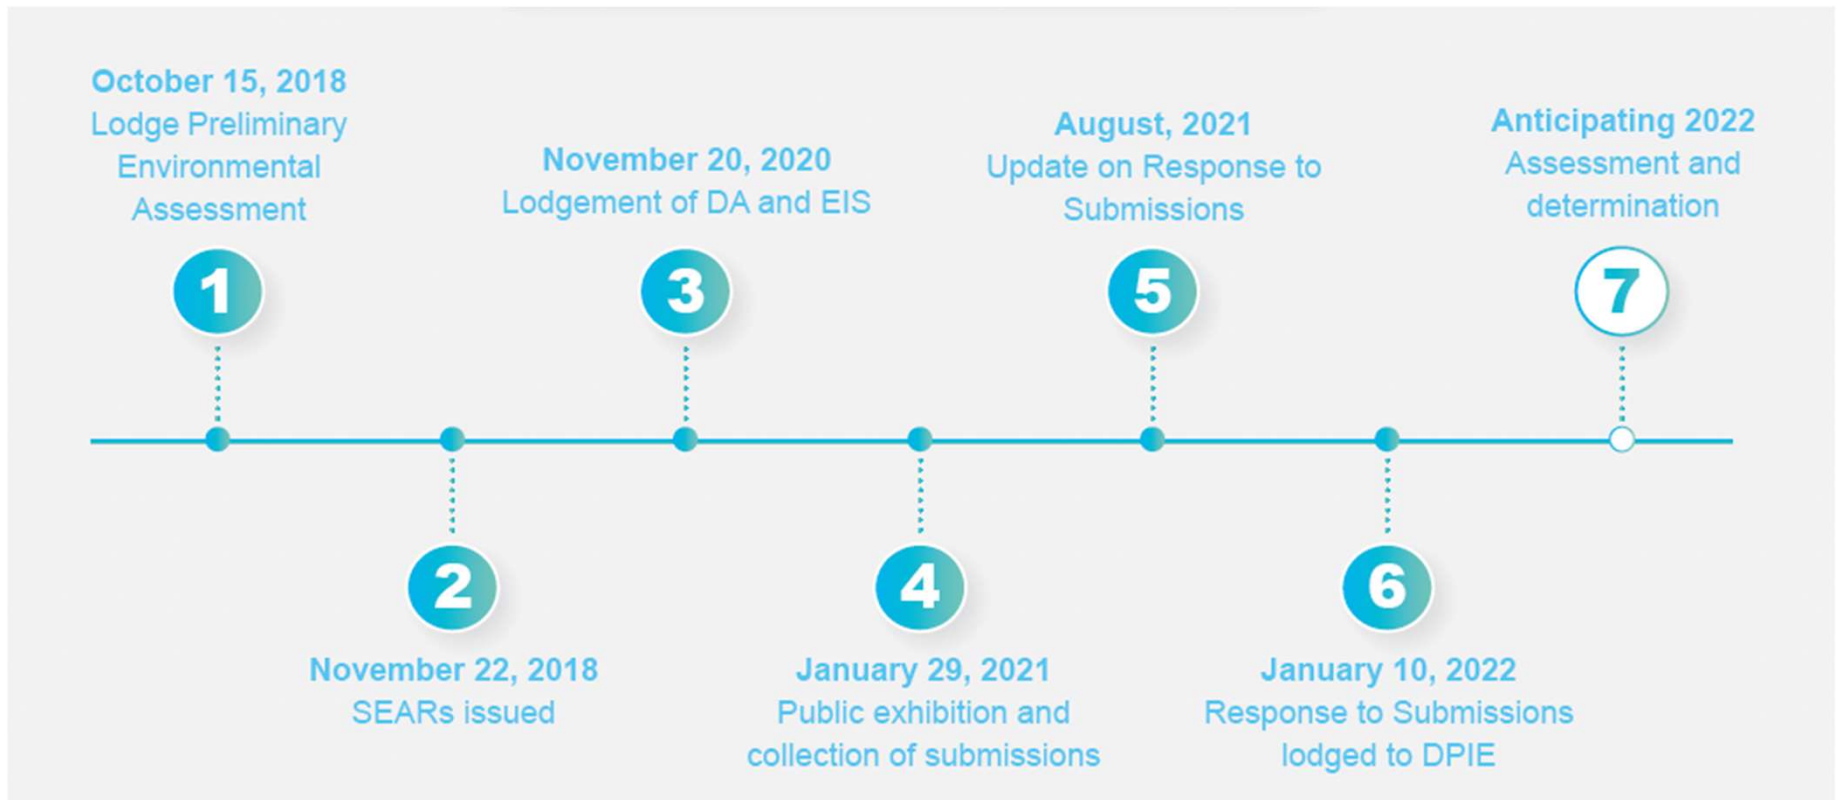 October 15, 2018
Lodge Preliminary
Environmental
Assessment
1
November 22, 2018
SEARs issued
2
November 20, 2020
Lodgement of DA and EIS
3
January 29, 2021
Public exhibition and
collection of submissions
4
August, 2021
Update on Response to
Submissions
5
January 10, 2022
Response to Submissions
lodged to DPIE
6
Anticipating 2022
Assessment and
determination
7